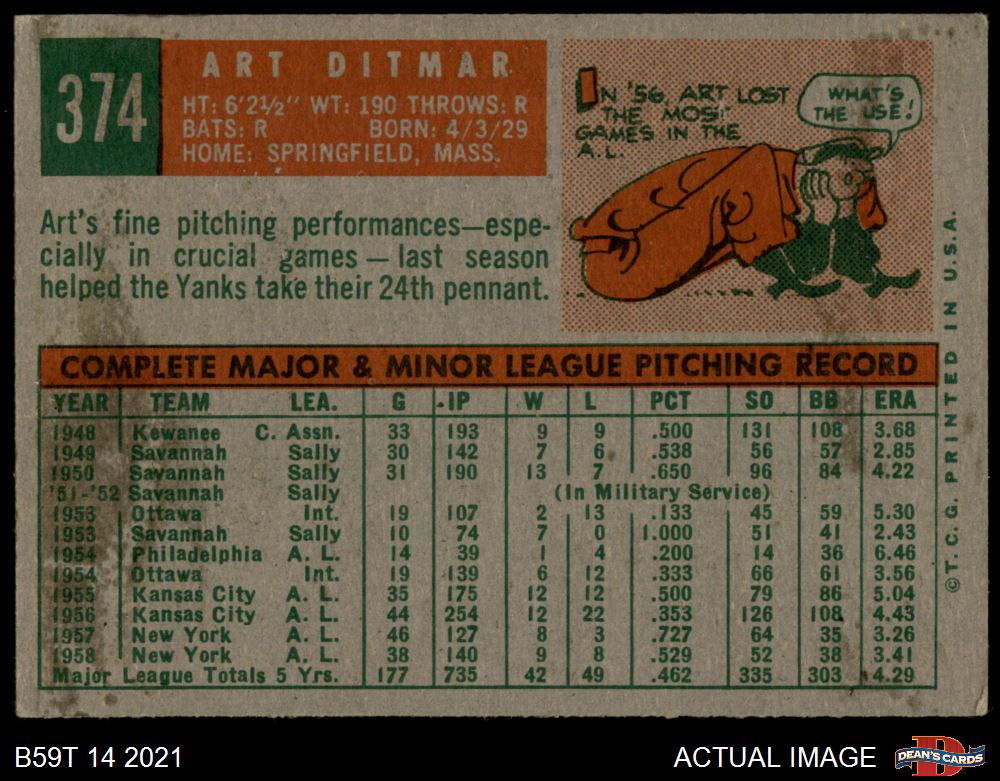 374
ART DITMAR
HT: 6'2½" WT: 190 THROWS: R
BATS: R BORN: 4/3/29
HOME: SPRINGFIELD, MASS.
IN '56, ART LOST
THE MOST
GAMES IN THE
A.L.
WHAT'S
THE USE!
Art's fine pitching performances—espe-
cially in crucial games — last season
helped the Yanks take their 24th pennant.
COMPLETE MAJOR & MINOR LEAGUE PITCHING RECORD
YEAR TEAM LEA. G IP W L PCT SO BB ERA
1948 Kewanee C. Assn. 33 193 9 9 .500 131 108 3.68
1949 Savannah Sally 30 142 7 6 .538 56 57 2.85
1950 Savannah Sally 31 190 13 7 .650 96 84 4.22
'51-'52 Savannah Sally (In Military Service)
1953 Ottawa Int. 19 107 2 13 .133 45 59 5.30
1953 Savannah Sally 10 74 7 0 1.000 51 41 2.43
1954 Philadelphia A. L. 14 39 1 4 .200 14 36 6.46
1954 Ottawa Int. 19 139 6 12 .333 66 61 3.56
1955 Kansas City A. L. 35 175 12 12 .500 79 86 5.04
1956 Kansas City A. L. 44 254 12 22 .353 126 108 4.43
1957 New York A. L. 46 127 8 3 .727 64 35 3.26
1958 New York A. L. 38 140 9 8 .529 52 38 3.41
Major League Totals 5 Yrs. 177 735 42 49 .462 335 303 4.29
©T.C.G. PRINTED IN U.S.A.
B59T 14 2021
ACTUAL IMAGE
D
DEAN'S CARDS